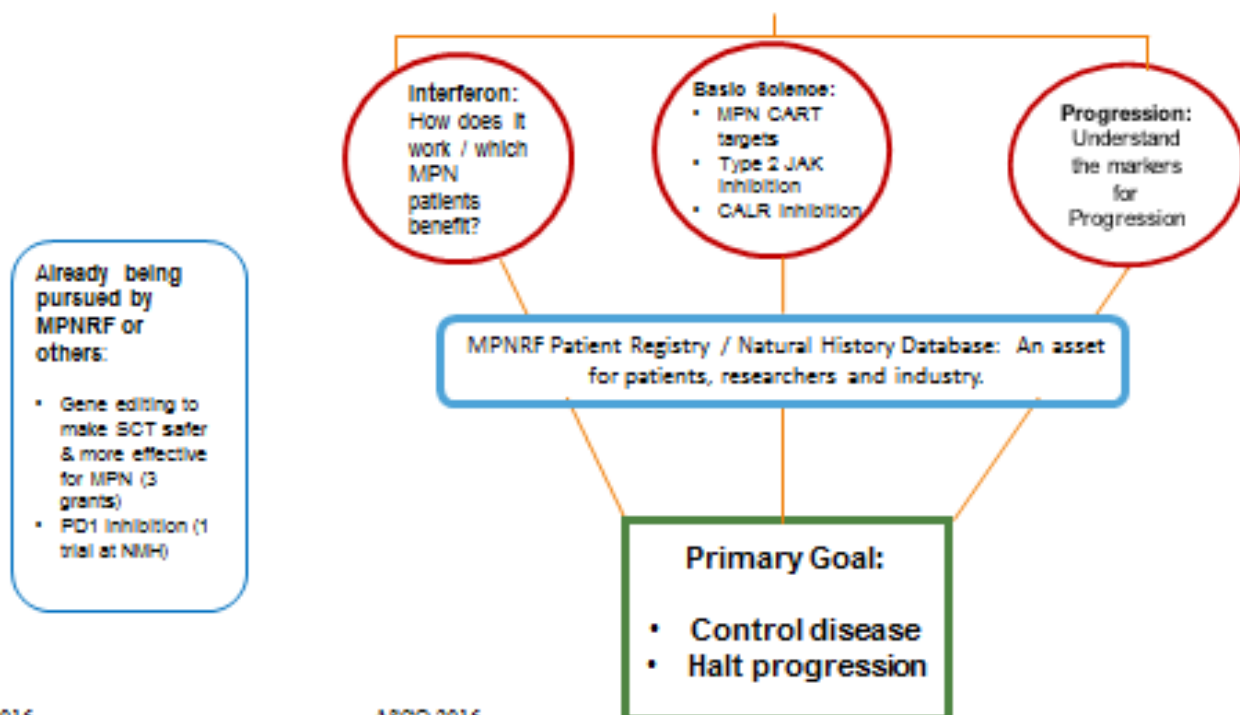 Interferon:
How does it
work / which
MPN
patients
benefit?
Basic Science:
• MPN CART
targets
• Type 2 JAK
Inhibition
• CALR Inhibition
Progression:
Understand
the markers
for
Progression
Already being
pursued by
MPNRF or
others:
• Gene editing to
make SCT safer
& more effective
for MPN (3
grants)
• PD1 Inhibition (1
trial at NMH)
MPNRF Patient Registry / Natural History Database: An asset
for patients, researchers and industry.
Primary Goal:
• Control disease
• Halt progression